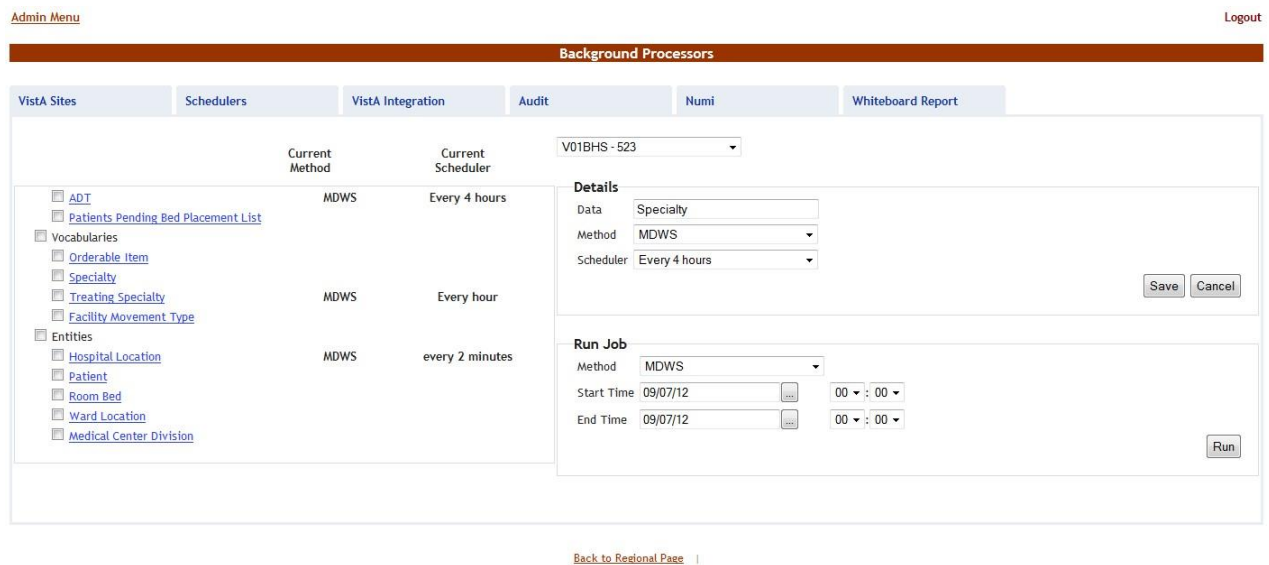 Admin Menu
Logout
Background Processors
VistA Sites
Schedulers
VistA Integration
Audit
Numi
Whiteboard Report
Current Method
Current Scheduler
ADT MDWS Every 4 hours
Patients Pending Bed Placement List
Vocabularies
Orderable Item
Specialty
Treating Specialty MDWS Every hour
Facility Movement Type
Entities
Hospital Location MDWS every 2 minutes
Patient
Room Bed
Ward Location
Medical Center Division
V01BHS - 523
Details
Data Specialty
Method MDWS
Scheduler Every 4 hours
Save Cancel
Run Job
Method MDWS
Start Time 09/07/12 ... 00 : 00
End Time 09/07/12 ... 00 : 00
Run
Back to Regional Page |